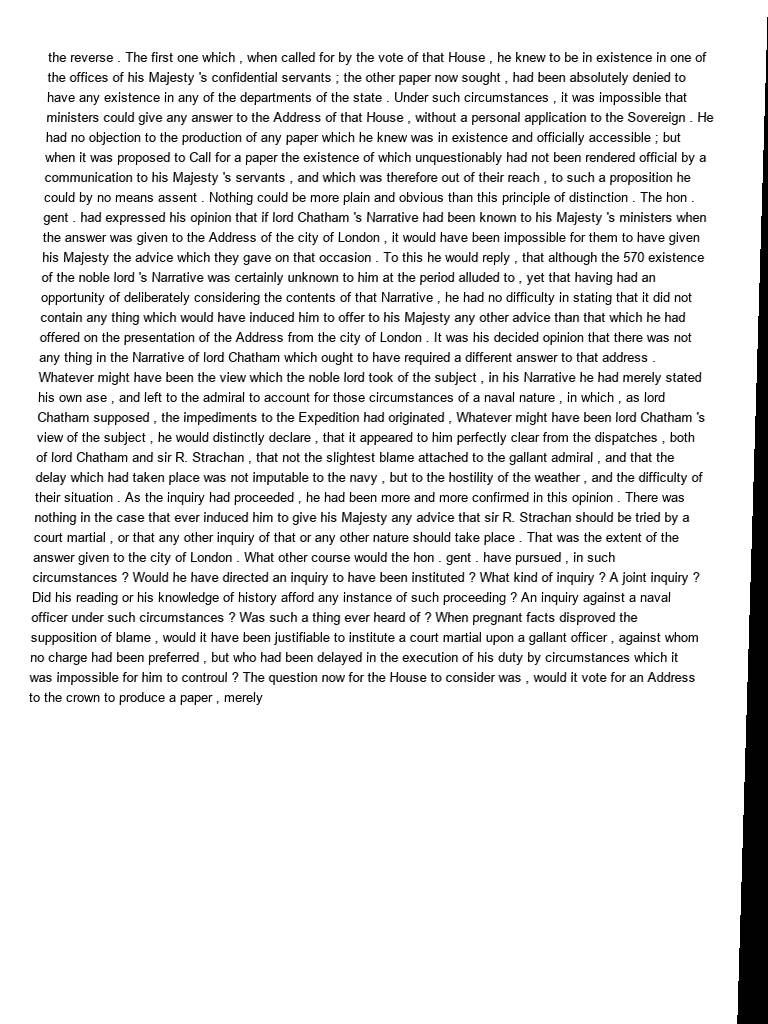 the reverse . The first one which , when called for by the vote of that House , he knew to be in existence in one of
the offices of his Majesty 's confidential servants ; the other paper now sought , had been absolutely denied to
have any existence in any of the departments of the state . Under such circumstances , it was impossible that
ministers could give any answer to the Address of that House , without a personal application to the Sovereign . He
had no objection to the production of any paper which he knew was in existence and officially accessible ; but
when it was proposed to Call for a paper the existence of which unquestionably had not been rendered official by a
communication to his Majesty 's servants , and which was therefore out of their reach , to such a proposition he
could by no means assent . Nothing could be more plain and obvious than this principle of distinction . The hon .
gent . had expressed his opinion that if lord Chatham 's Narrative had been known to his Majesty 's ministers when
the answer was given to the Address of the city of London , it would have been impossible for them to have given
his Majesty the advice which they gave on that occasion . To this he would reply , that although the 570 existence
of the noble lord 's Narrative was certainly unknown to him at the period alluded to , yet that having had an
opportunity of deliberately considering the contents of that Narrative , he had no difficulty in stating that it did not
contain any thing which would have induced him to offer to his Majesty any other advice than that which he had
offered on the presentation of the Address from the city of London . It was his decided opinion that there was not
any thing in the Narrative of lord Chatham which ought to have required a different answer to that address .
Whatever might have been the view which the noble lord took of the subject , in his Narrative he had merely stated
his own ase , and left to the admiral to account for those circumstances of a naval nature , in which , as lord
Chatham supposed , the impediments to the Expedition had originated , Whatever might have been lord Chatham 's
view of the subject , he would distinctly declare , that it appeared to him perfectly clear from the dispatches , both
of lord Chatham and sir R. Strachan , that not the slightest blame attached to the gallant admiral , and that the
delay which had taken place was not imputable to the navy , but to the hostility of the weather , and the difficulty of
their situation . As the inquiry had proceeded , he had been more and more confirmed in this opinion . There was
nothing in the case that ever induced him to give his Majesty any advice that sir R. Strachan should be tried by a
court martial , or that any other inquiry of that or any other nature should take place . That was the extent of the
answer given to the city of London . What other course would the hon . gent . have pursued , in such
circumstances ? Would he have directed an inquiry to have been instituted ? What kind of inquiry ? A joint inquiry ?
Did his reading or his knowledge of history afford any instance of such proceeding ? An inquiry against a naval
officer under such circumstances ? Was such a thing ever heard of ? When pregnant facts disproved the
supposition of blame , would it have been justifiable to institute a court martial upon a gallant officer , against whom
no charge had been preferred , but who had been delayed in the execution of his duty by circumstances which it
was impossible for him to controul ? The question now for the House to consider was , would it vote for an Address
to the crown to produce a paper , merely